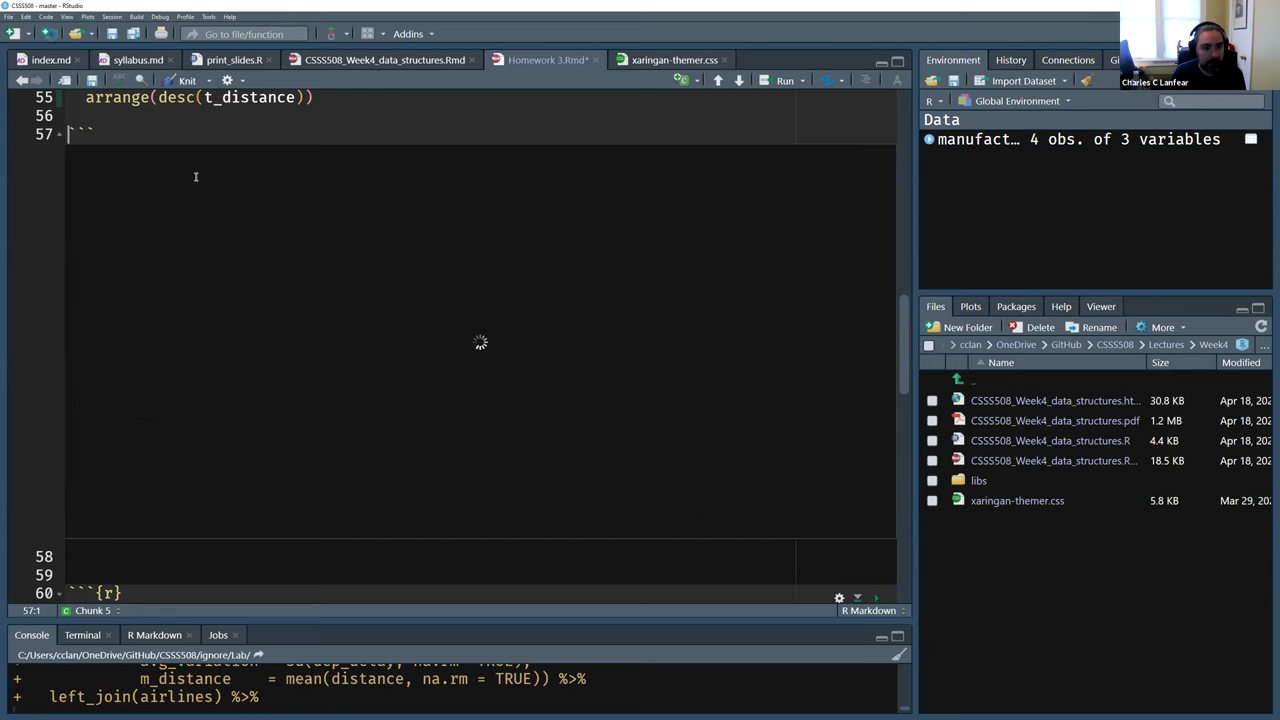 CSSS508 - master - RStudio
File Edit Code View Plots Session Build Debug Profile Tools Help
Go to file/function Addins
index.md syllabus.md print_slides.R CSSS508_Week4_data_structures.Rmd Homework 3.Rmd* xaringan-themer.css
ABC Knit Run
55 arrange(desc(t_distance))
56
57 ```
58
59
60 ```{r}
57:1 Chunk 5 R Markdown
Console Terminal R Markdown Jobs
C:/Users/cclan/OneDrive/GitHub/CSSS508/ignore/Lab/
+ m_distance = mean(distance, na.rm = TRUE)) %>%
+ left_join(airlines) %>%
Environment History Connections
Import Dataset
R Global Environment
Data
manufact... 4 obs. of 3 variables
Charles C Lanfear
Files Plots Packages Help Viewer
New Folder Delete Rename More
cclan OneDrive GitHub CSSS508 Lectures Week4 ...
Name Size Modified
..
CSSS508_Week4_data_structures.ht... 30.8 KB Apr 18, 202
CSSS508_Week4_data_structures.pdf 1.2 MB Apr 18, 202
CSSS508_Week4_data_structures.R 4.4 KB Apr 18, 202
CSSS508_Week4_data_structures.R... 18.5 KB Apr 18, 202
libs
xaringan-themer.css 5.8 KB Mar 29, 202